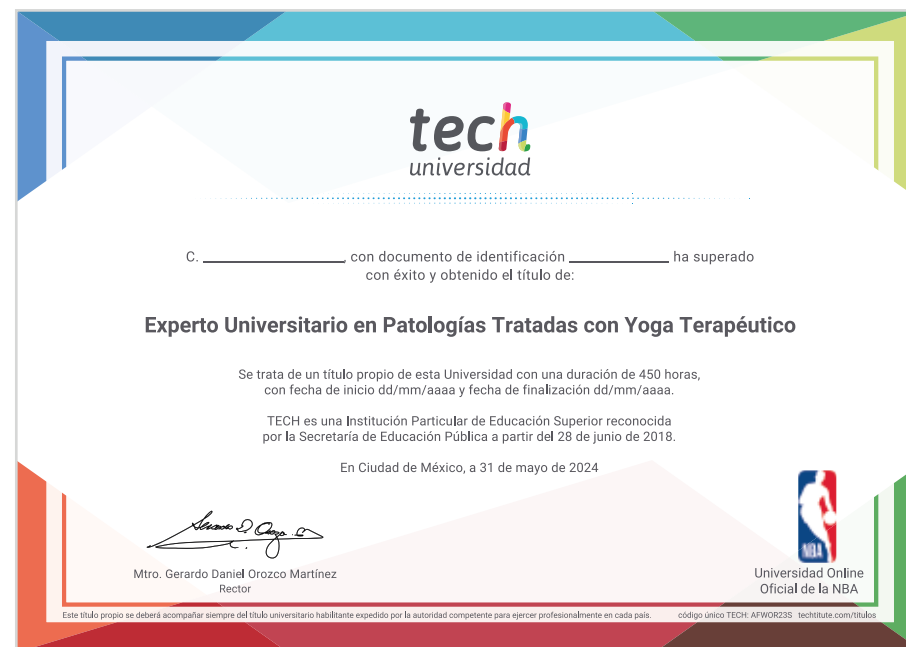 tech
universidad
C. ____________, con documento de identificación ____________ ha superado
con éxito y obtenido el título de:
Experto Universitario en Patologías Tratadas con Yoga Terapéutico
Se trata de un título propio de esta Universidad con una duración de 450 horas,
con fecha de inicio dd/mm/aaaa y fecha de finalización dd/mm/aaaa.
TECH es una Institución Particular de Educación Superior reconocida
por la Secretaría de Educación Pública a partir del 28 de junio de 2018.
En Ciudad de México, a 31 de mayo de 2024
Mtro. Gerardo Daniel Orozco Martínez
Rector
NBA
Universidad Online
Oficial de la NBA
Este título propio se deberá acompañar siempre del título universitario habilitante expedido por la autoridad competente para ejercer profesionalmente en cada país. código único TECH: AFWOR23S techtitute.com/titulos